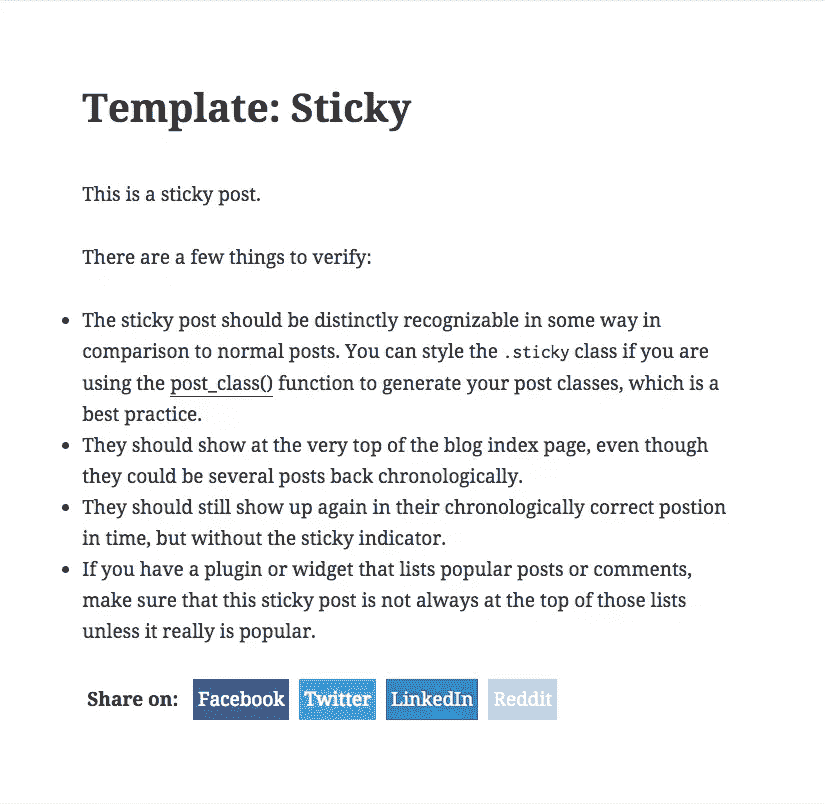 Template: Sticky
This is a sticky post.
There are a few things to verify:
• The sticky post should be distinctly recognizable in some way in
comparison to normal posts. You can style the .sticky class if you are
using the post_class() function to generate your post classes, which is a
best practice.
• They should show at the very top of the blog index page, even though
they could be several posts back chronologically.
• They should still show up again in their chronologically correct postion
in time, but without the sticky indicator.
• If you have a plugin or widget that lists popular posts or comments,
make sure that this sticky post is not always at the top of those lists
unless it really is popular.
Share on: Facebook Twitter LinkedIn Reddit